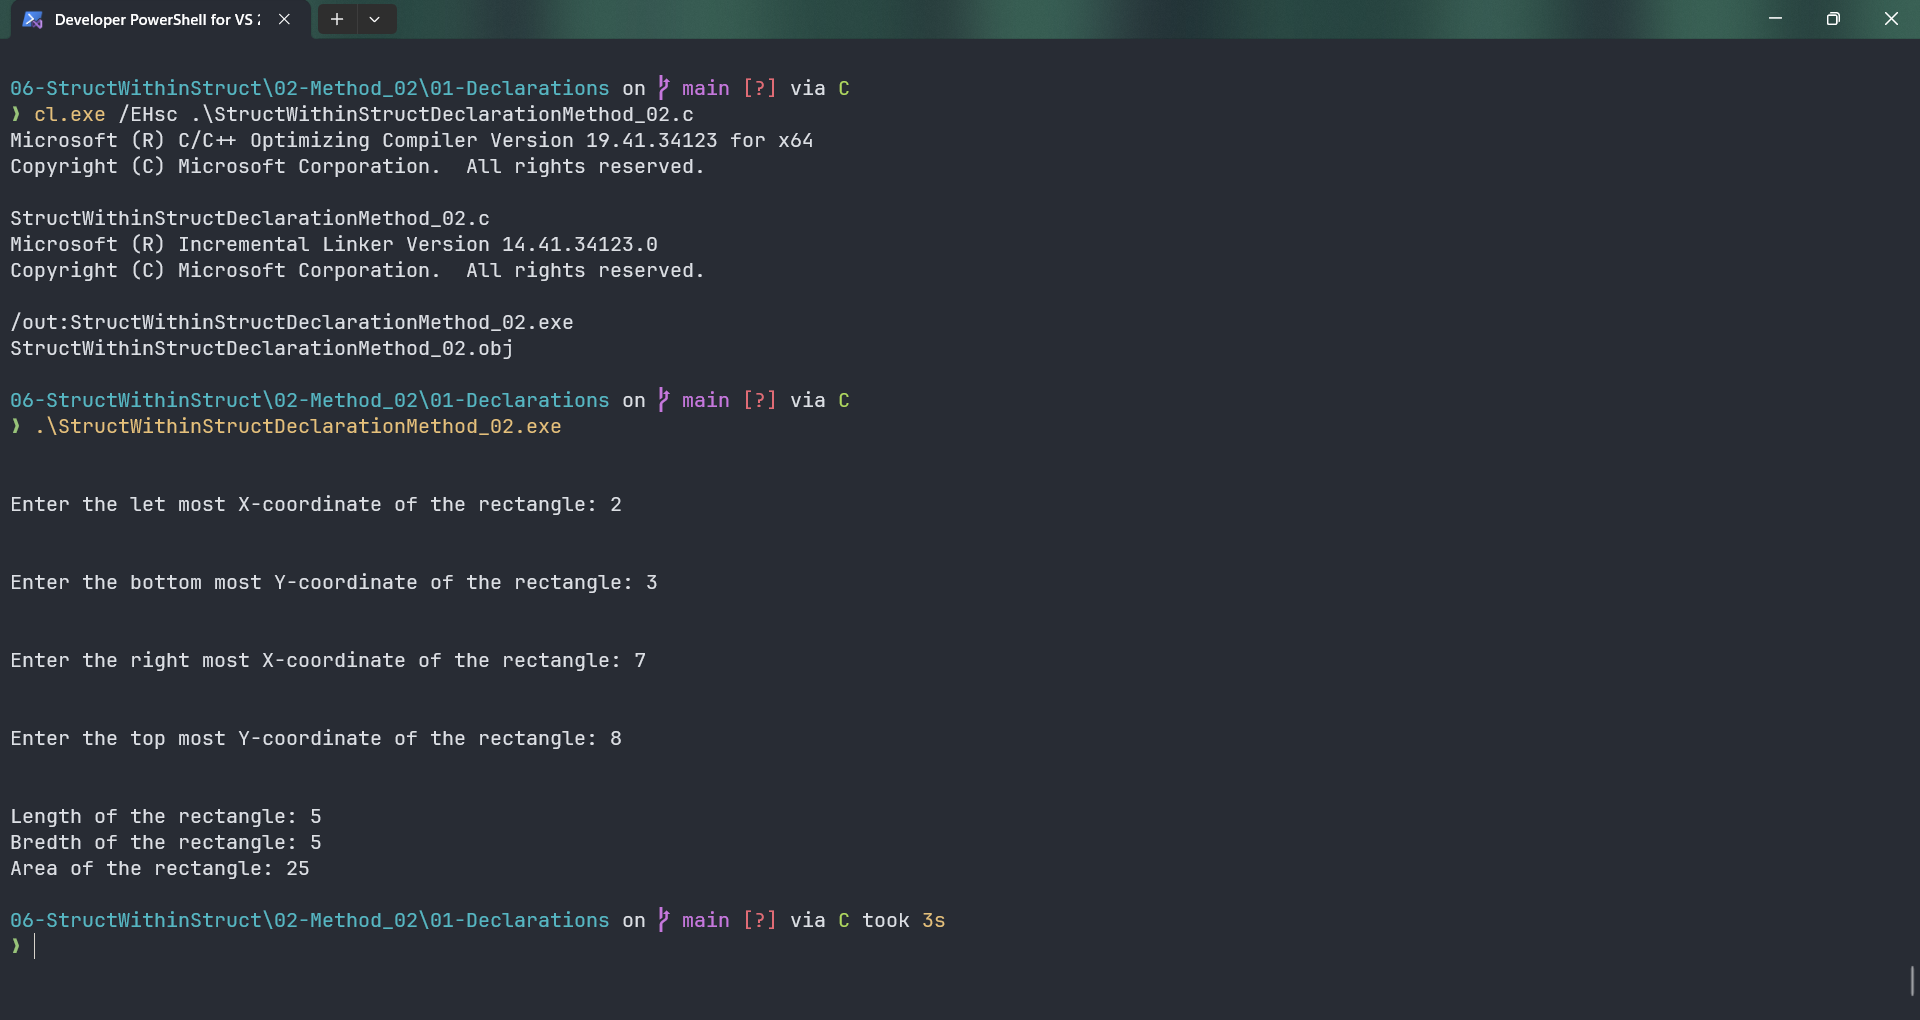 Developer PowerShell for VS 2
06-StructWithinStruct\02-Method_02\01-Declarations on main [?] via C
❯ cl.exe /EHsc .\StructWithinStructDeclarationMethod_02.c
Microsoft (R) C/C++ Optimizing Compiler Version 19.41.34123 for x64
Copyright (C) Microsoft Corporation.  All rights reserved.
StructWithinStructDeclarationMethod_02.c
Microsoft (R) Incremental Linker Version 14.41.34123.0
Copyright (C) Microsoft Corporation.  All rights reserved.
/out:StructWithinStructDeclarationMethod_02.exe
StructWithinStructDeclarationMethod_02.obj
06-StructWithinStruct\02-Method_02\01-Declarations on main [?] via C
❯ .\StructWithinStructDeclarationMethod_02.exe
Enter the let most X-coordinate of the rectangle: 2
Enter the bottom most Y-coordinate of the rectangle: 3
Enter the right most X-coordinate of the rectangle: 7
Enter the top most Y-coordinate of the rectangle: 8
Length of the rectangle: 5
Bredth of the rectangle: 5
Area of the rectangle: 25
06-StructWithinStruct\02-Method_02\01-Declarations on main [?] via C took 3s
❯